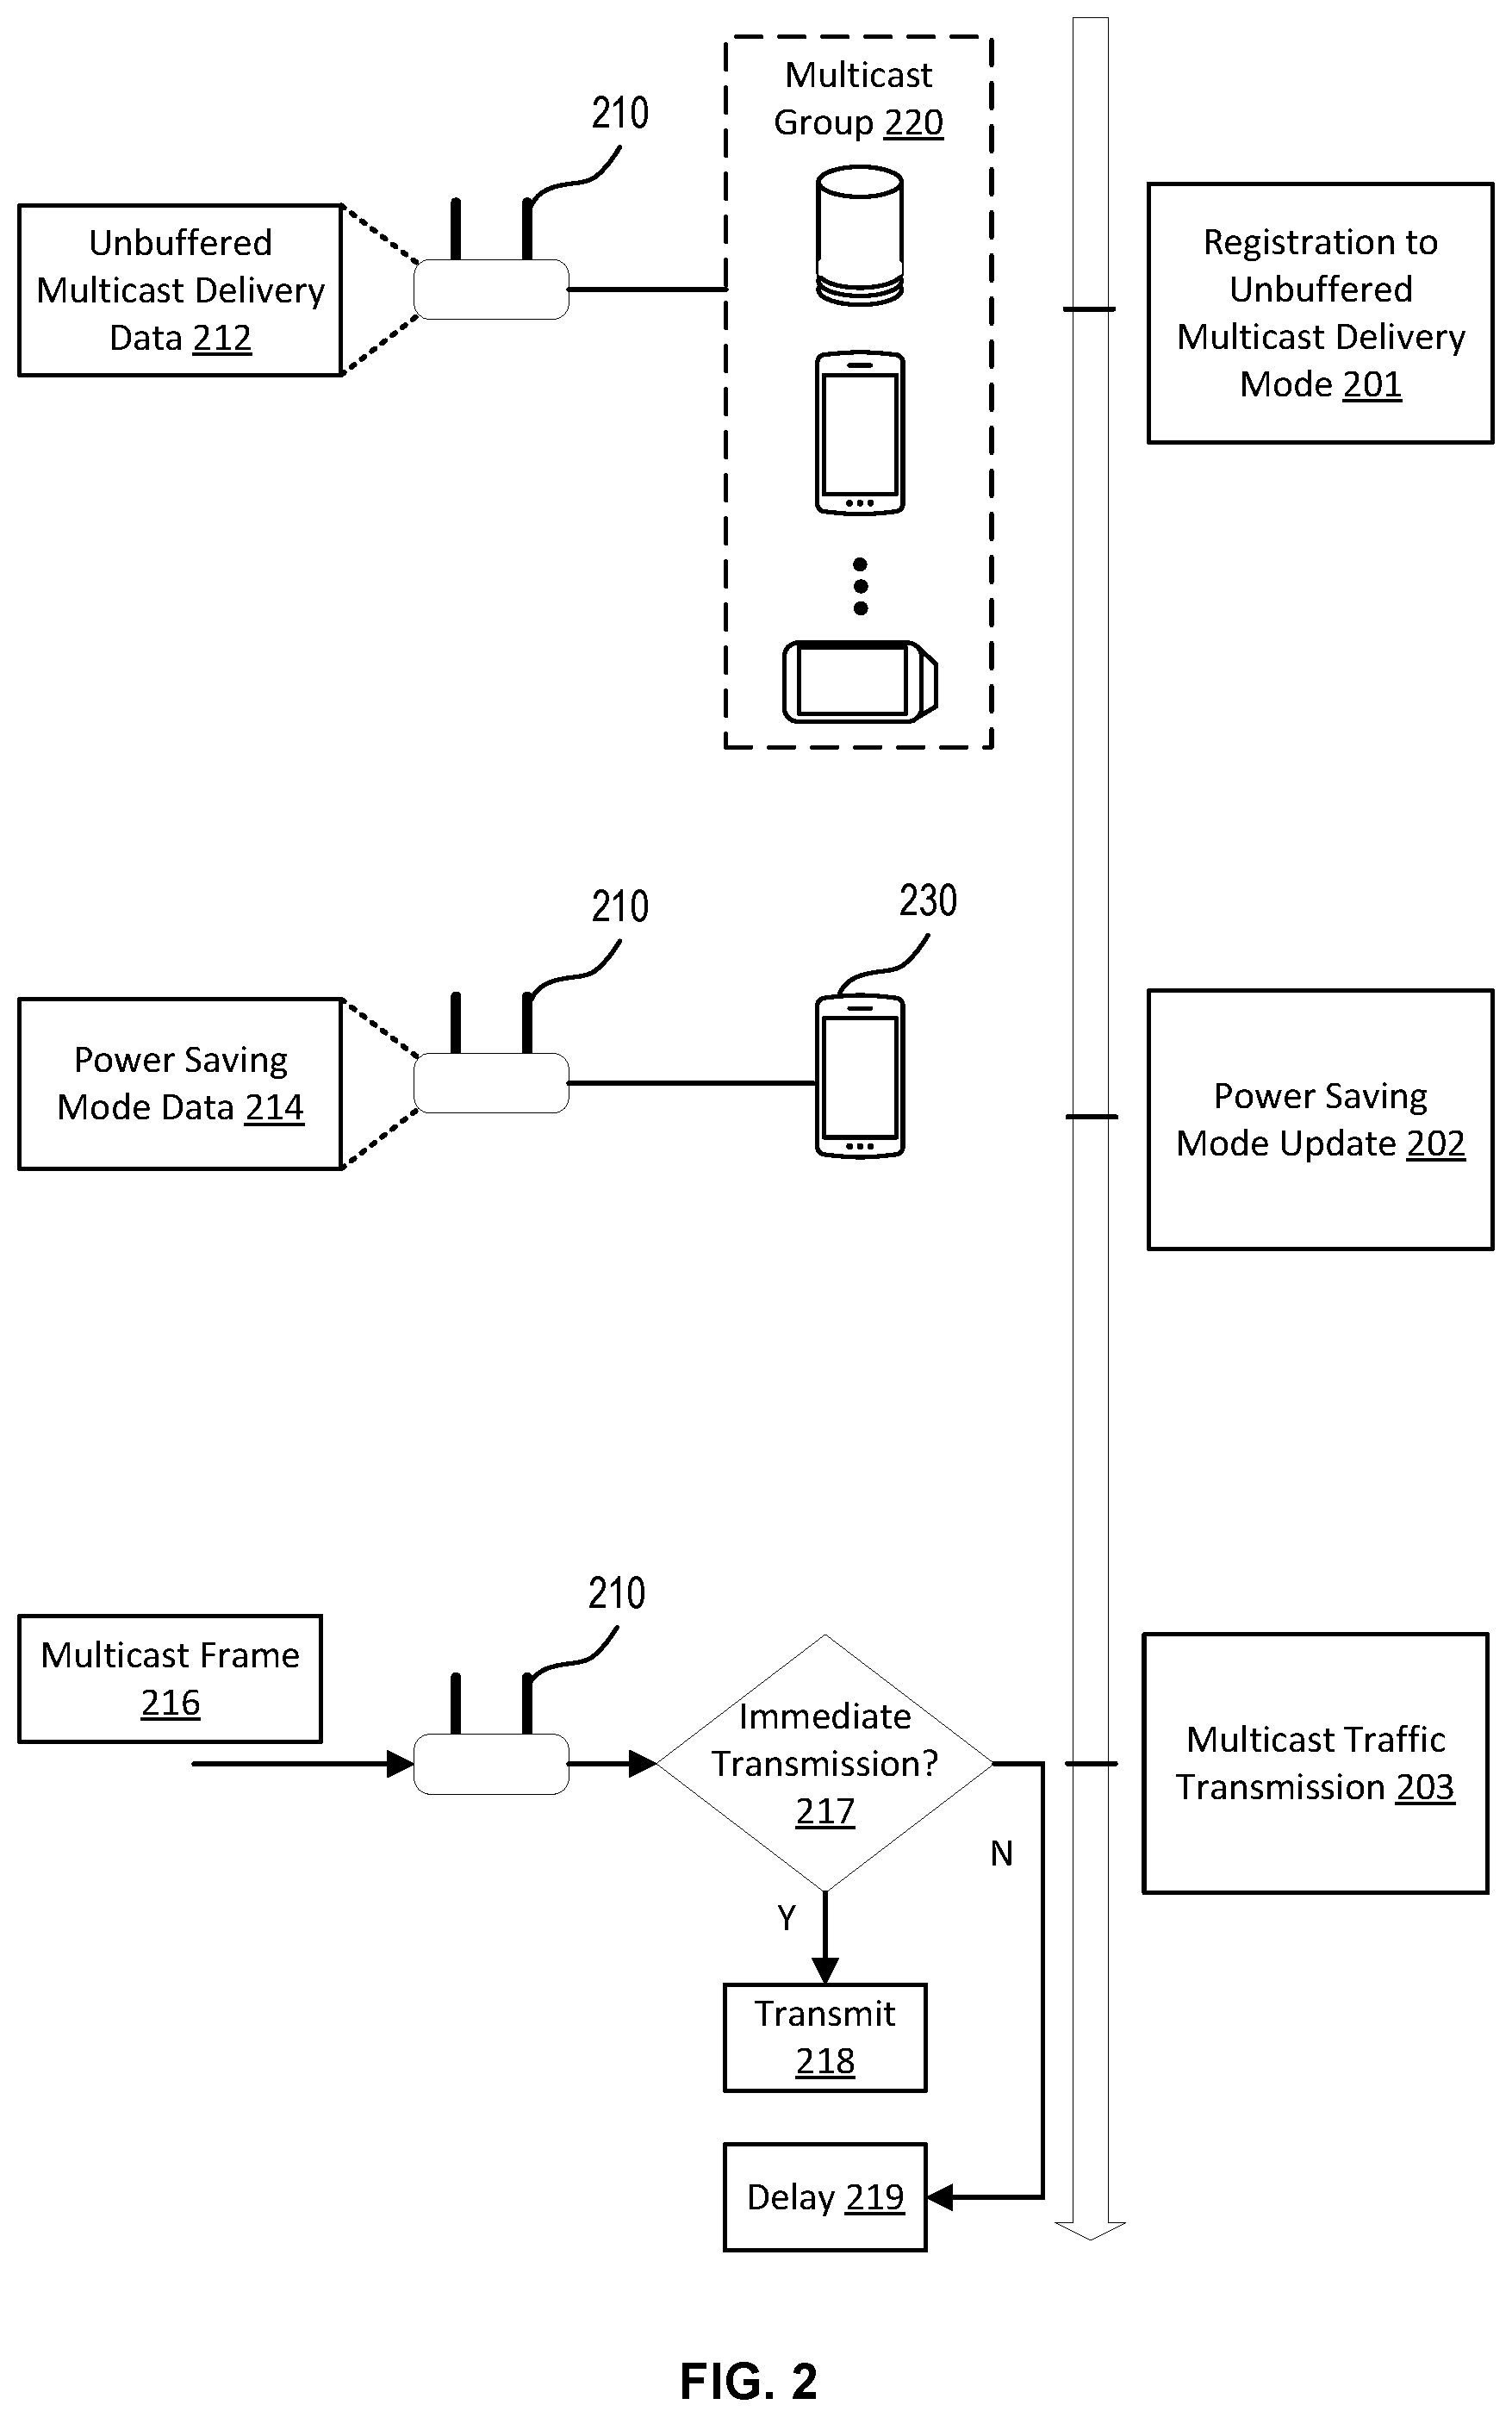 Multicast
Group 220
210
Unbuffered
Multicast Delivery
Data 212
Registration to
Unbuffered
Multicast Delivery
Mode 201
210
230
Power Saving
Mode Data 214
Power Saving
Mode Update 202
210
Multicast Frame
216
Immediate
Transmission?
217
Multicast Traffic
Transmission 203
N
Y
Transmit
218
Delay 219
FIG. 2